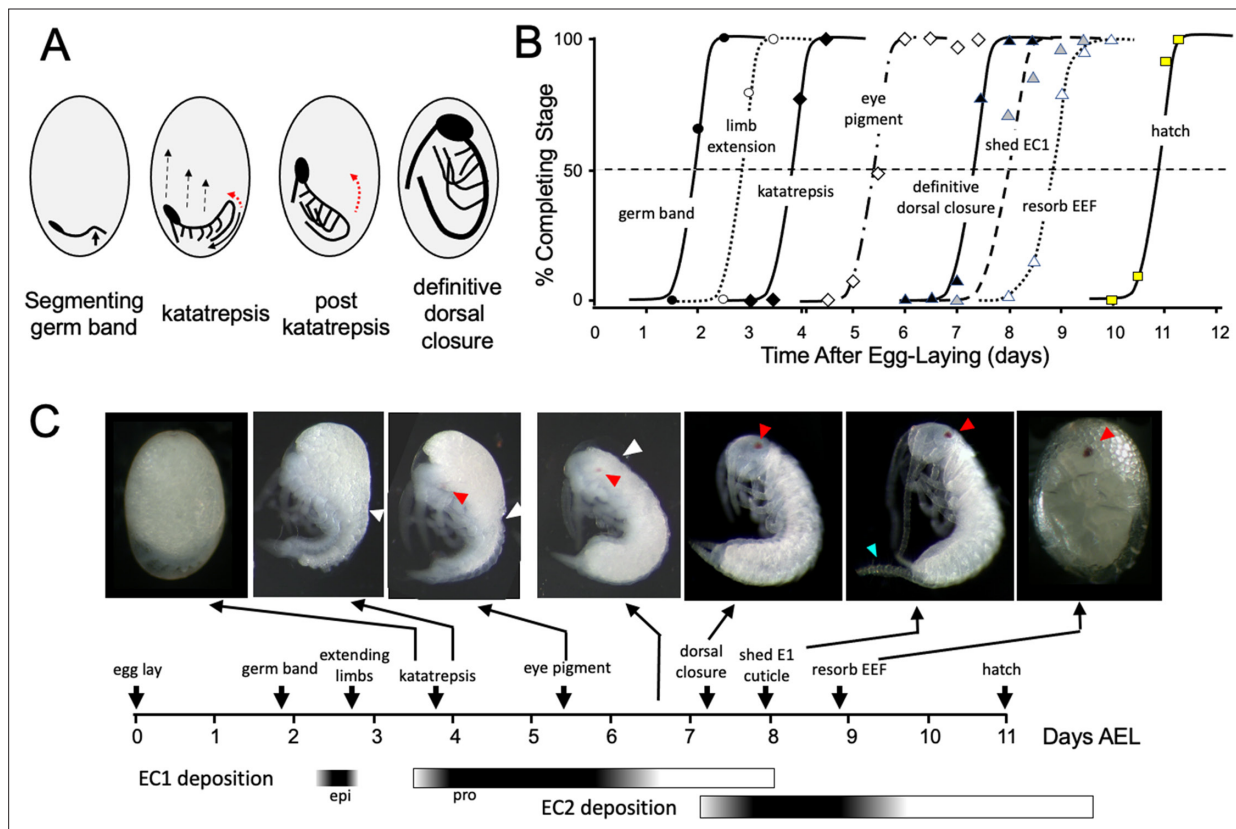 A
Segmenting
germ band
katatrepsis
post
katatrepsis
definitive
dorsal
closure
B
% Completing Stage
100
50
0
germ band
limb
extension
katatrepsis
eye
pigment
definitive
dorsal closure
shed EC1
resorb EEF
hatch
0 1 2 3 4 5 6 7 8 9 10 11 12
Time After Egg-Laying (days)
C
egg lay
germ band
extending
limbs
katatrepsis
eye pigment
dorsal
closure
shed E1
cuticle
resorb EEF
hatch
0 1 2 3 4 5 6 7 8 9 10 11 Days AEL
EC1 deposition
epi
pro
EC2 deposition